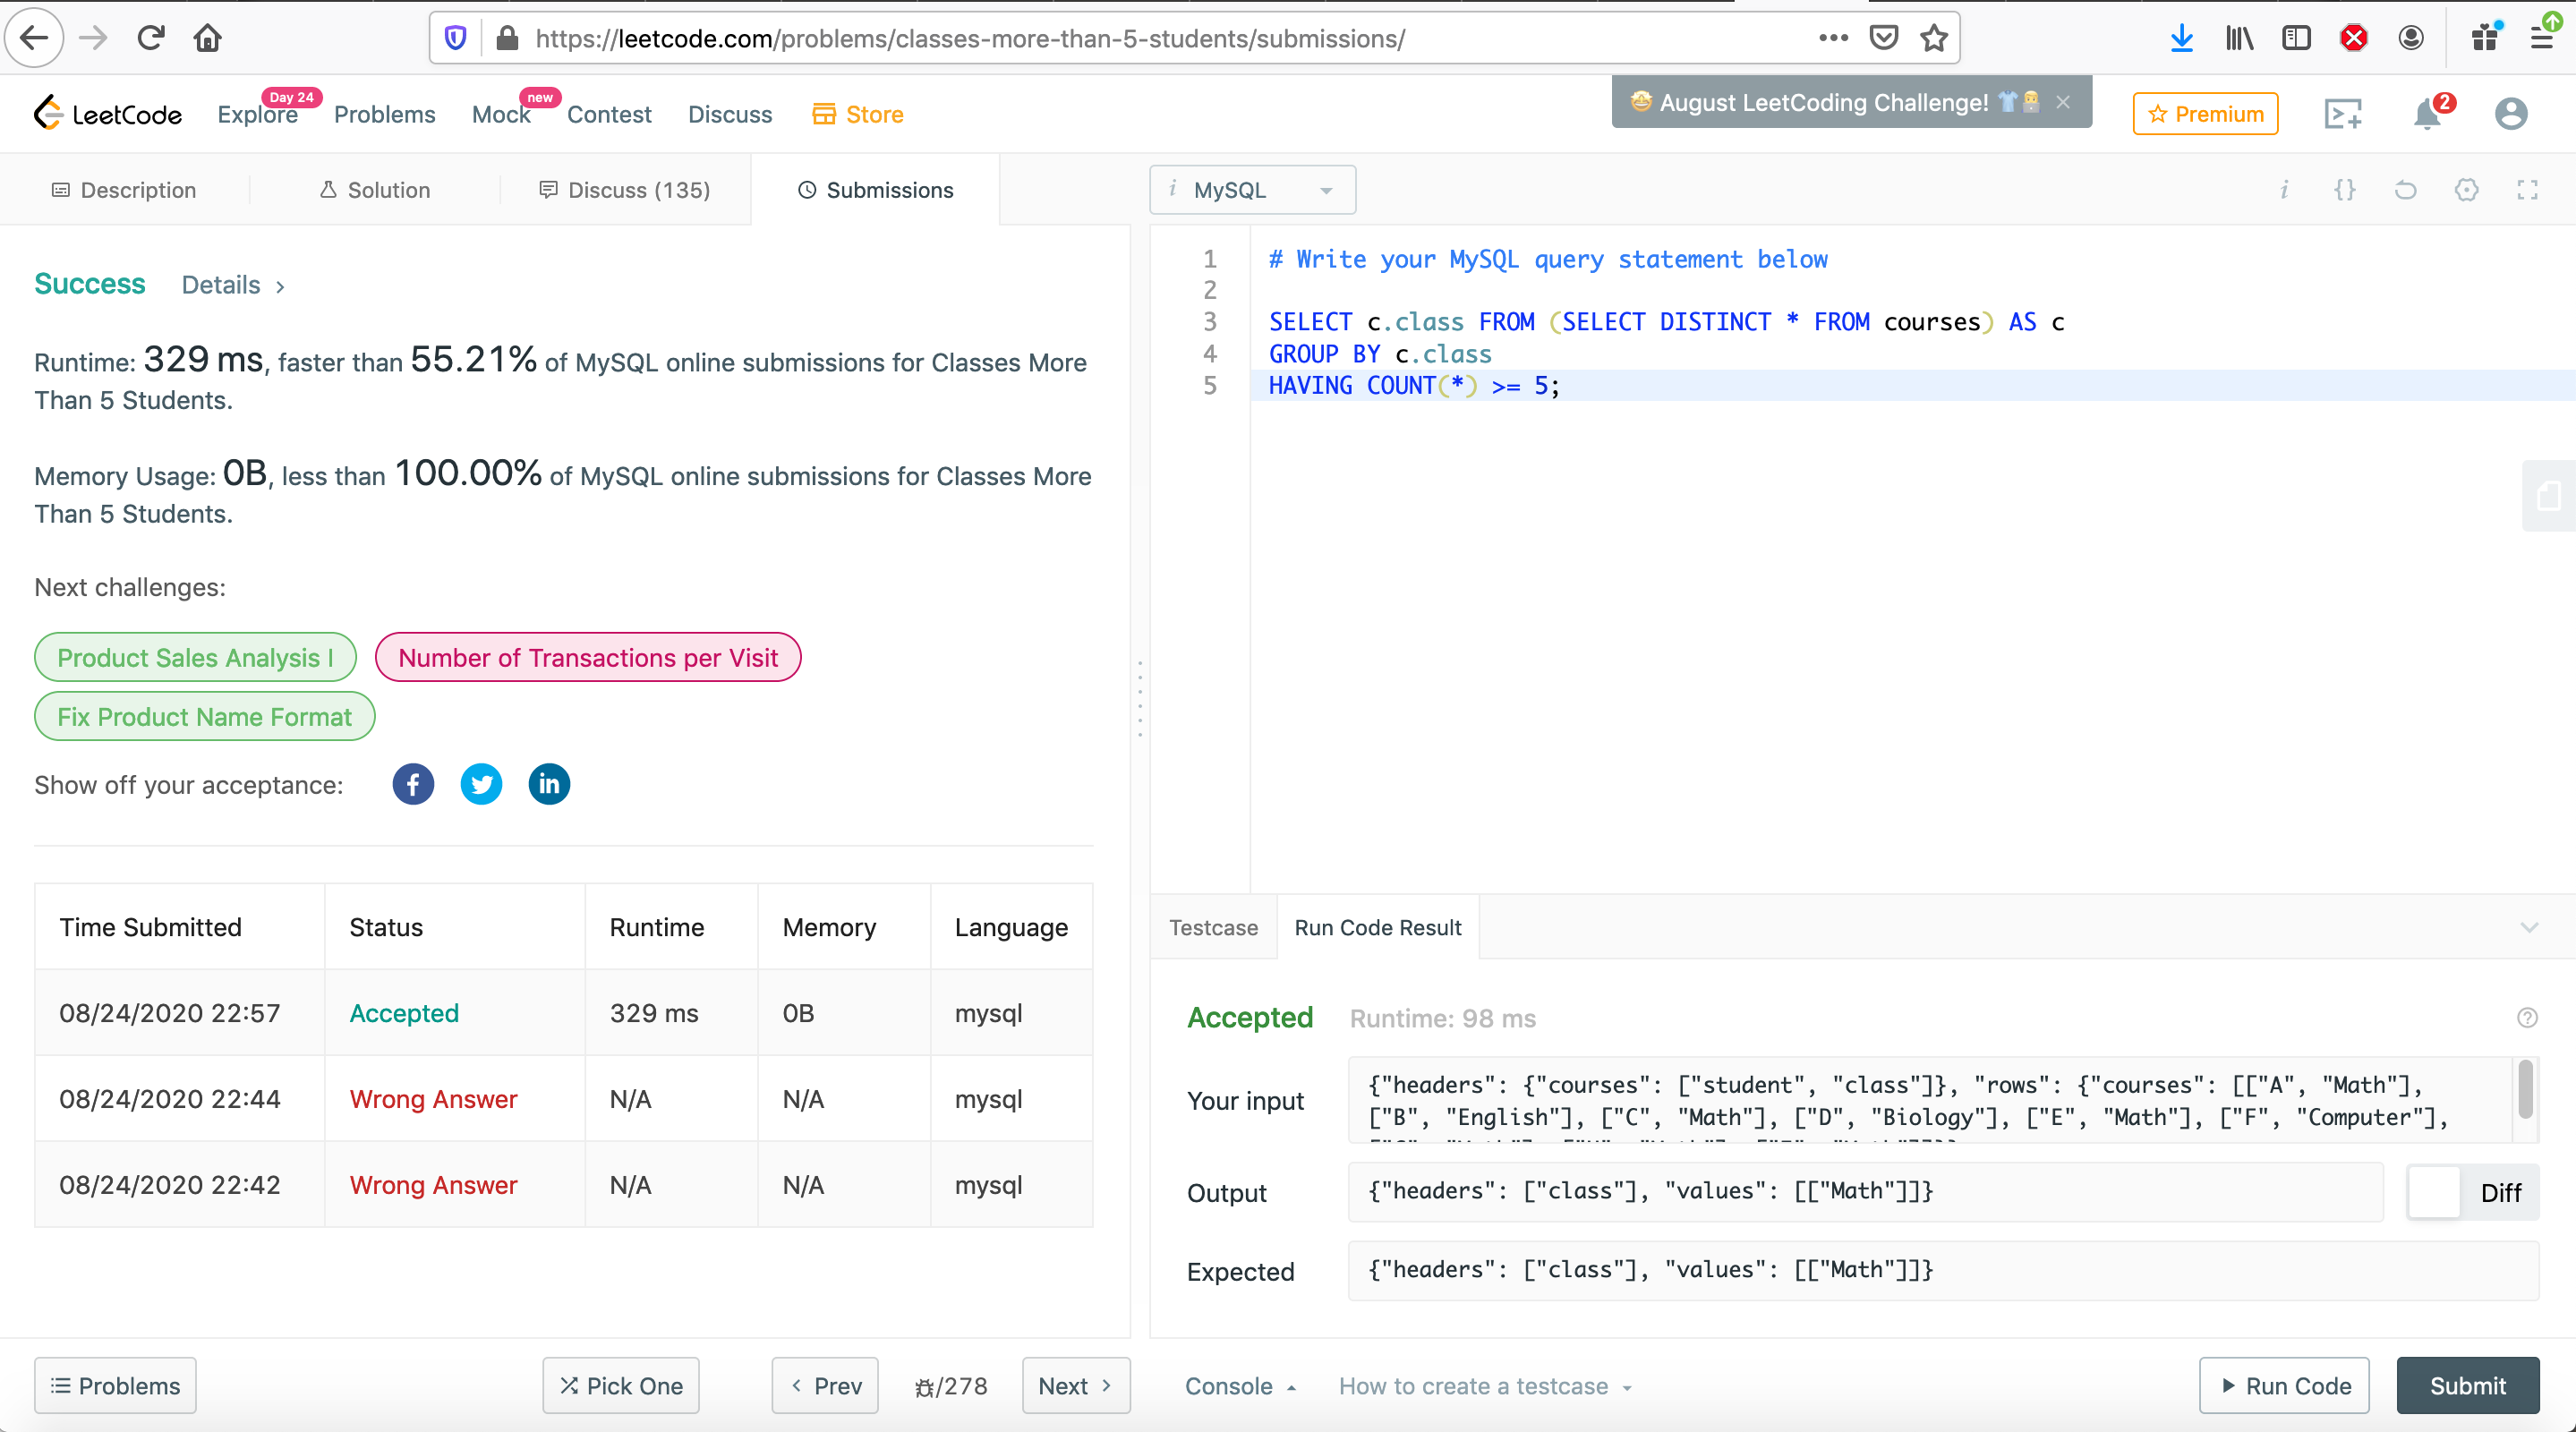 https://leetcode.com/problems/classes-more-than-5-students/submissions/
LeetCode
Explore
Day 24
Problems
Mock
new
Contest
Discuss
Store
🤩 August LeetCoding Challenge!
Premium
2
Description
Solution
Discuss (135)
Submissions
i MySQL
i {}
Success
Details >
Runtime: 329 ms, faster than 55.21% of MySQL online submissions for Classes More
Than 5 Students.
Memory Usage: 0B, less than 100.00% of MySQL online submissions for Classes More
Than 5 Students.
Next challenges:
Product Sales Analysis I
Number of Transactions per Visit
Fix Product Name Format
Show off your acceptance:
f
in
Time Submitted Status Runtime Memory Language
08/24/2020 22:57 Accepted 329 ms 0B mysql
08/24/2020 22:44 Wrong Answer N/A N/A mysql
08/24/2020 22:42 Wrong Answer N/A N/A mysql
Problems
Pick One
< Prev
/278
Next >
1 # Write your MySQL query statement below
2
3 SELECT c.class FROM (SELECT DISTINCT * FROM courses) AS c
4 GROUP BY c.class
5 HAVING COUNT(*) >= 5;
Testcase
Run Code Result
Accepted Runtime: 98 ms
?
Your input
{"headers": {"courses": ["student", "class"]}, "rows": {"courses": [["A", "Math"],
["B", "English"], ["C", "Math"], ["D", "Biology"], ["E", "Math"], ["F", "Computer"],
Output
{"headers": ["class"], "values": [["Math"]]}
Diff
Expected
{"headers": ["class"], "values": [["Math"]]}
Console
How to create a testcase
Run Code
Submit